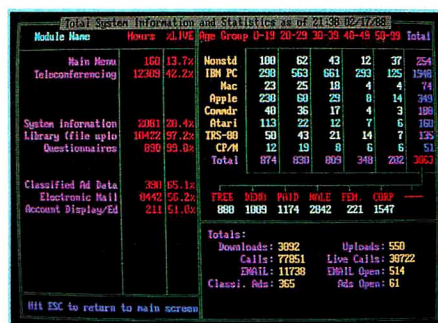 Total System Information and Statistics as of 21:38 02/17/88
Module Name Hours %LIVE Age Group 0-19 20-29 30-39 40-49 50-99 Total
Main Menu 160 13.7% Nonstd 100 62 43 12 37 254
Teleconferencing 12309 42.2% IBM PC 298 563 661 293 125 1940
Mac 23 25 18 4 4 74
Apple 230 60 29 8 14 349
Commdr 40 36 17 4 3 100
System information 2081 20.4% Atari 113 22 12 7 6 160
Library (file uplo 10422 97.2% TRS-80 50 43 21 14 7 135
Questionnaires 890 99.8% CP/M 12 19 8 6 6 51
Total 874 830 809 348 202 3063
Classified Ad Data 390 65.1%
FREE DEMO PAID MALE FEM. CORP
Electronic Mail 8442 56.2%
880 1009 1174 2842 221 1547
Account Display/Ed 211 51.0%
Totals:
Downloads: 3092 Uploads: 550
Calls: 77851 Live Calls: 38722
EMAIL: 11738 EMAIL Open: 514
Classi. Ads: 365 Ads Open: 61
Hit ESC to return to main screen